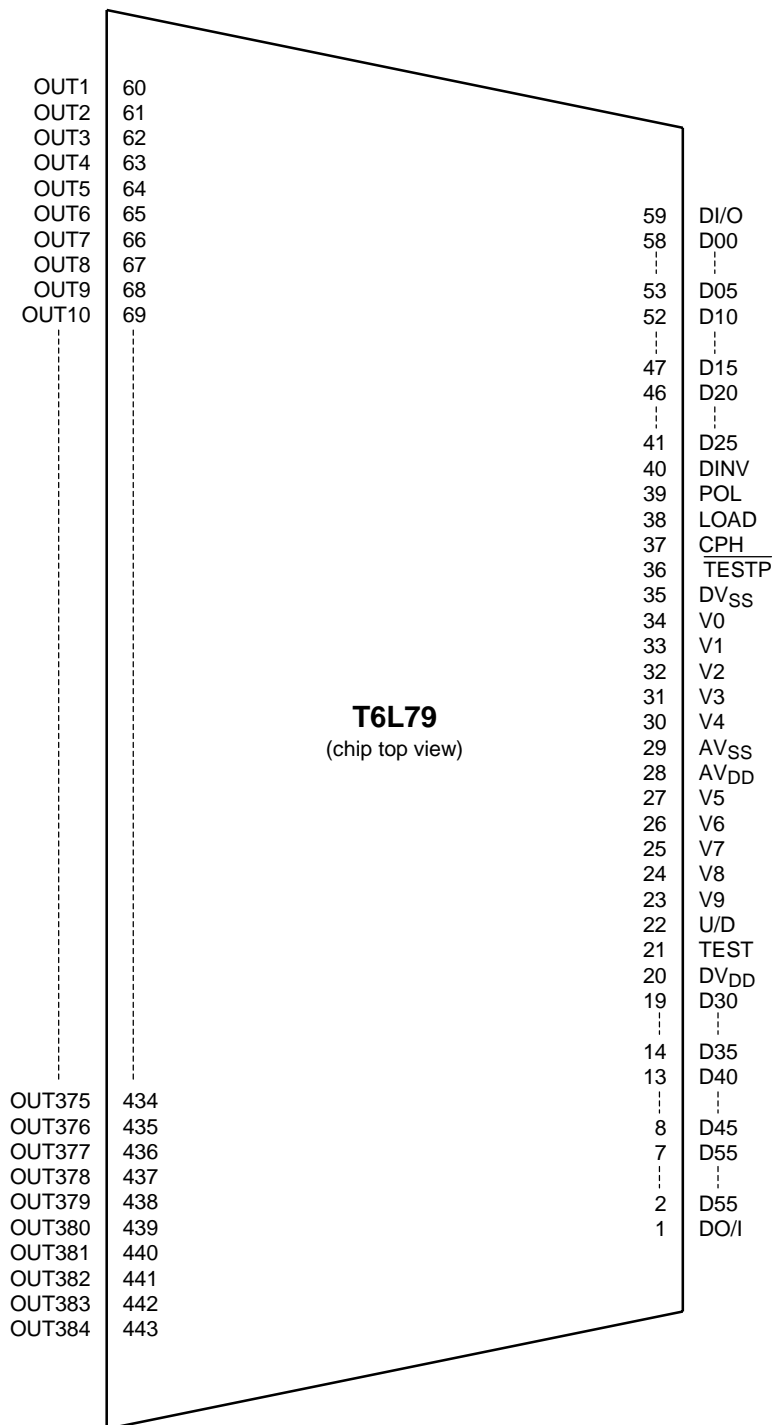 OUT1 60
OUT2 61
OUT3 62
OUT4 63
OUT5 64
OUT6 65
OUT7 66
OUT8 67
OUT9 68
OUT10 69
OUT375 434
OUT376 435
OUT377 436
OUT378 437
OUT379 438
OUT380 439
OUT381 440
OUT382 441
OUT383 442
OUT384 443
T6L79
(chip top view)
59 DI/O
58 D00
53 D05
52 D10
47 D15
46 D20
41 D25
40 DINV
39 POL
38 LOAD
37 CPH
36 TESTP
35 DVSS
34 V0
33 V1
32 V2
31 V3
30 V4
29 AVSS
28 AVDD
27 V5
26 V6
25 V7
24 V8
23 V9
22 U/D
21 TEST
20 DVDD
19 D30
14 D35
13 D40
8 D45
7 D55
2 D55
1 DO/I